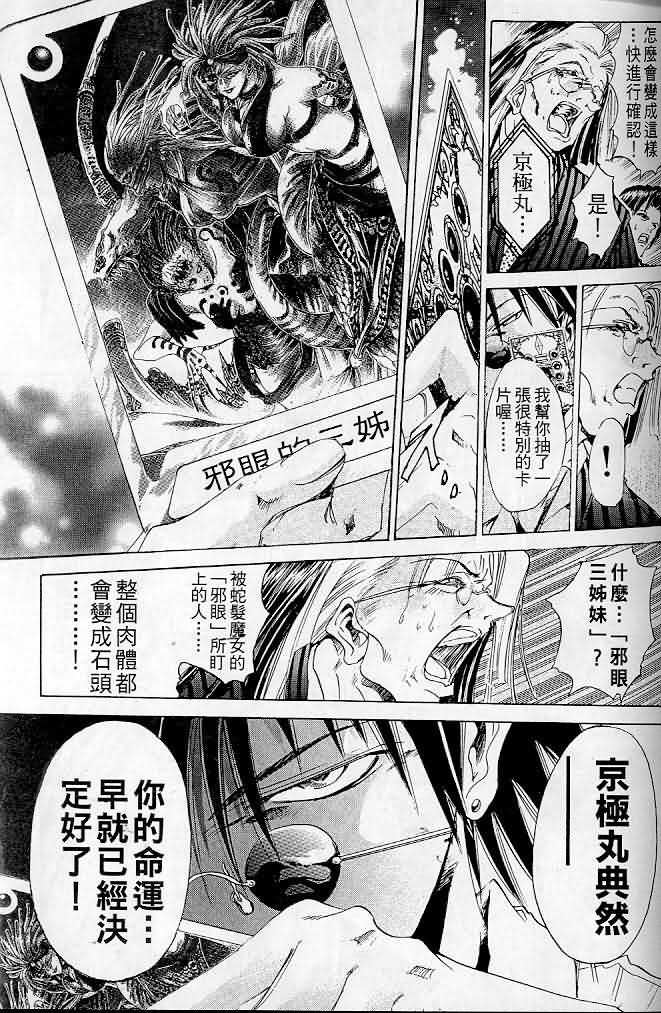 怎麼會變成這樣
…快進行確認！
是！
京極丸…
！
我幫你抽了一
張很特別的卡
片喔……
邪眼的三姊
什麼…「邪眼
三姊妹」？
被蛇髮魔女的
「邪眼」所盯
上的人……
整個肉體都
會變成石頭
………！
京極丸典然
——
你的命運…
早就已經決
定好了！